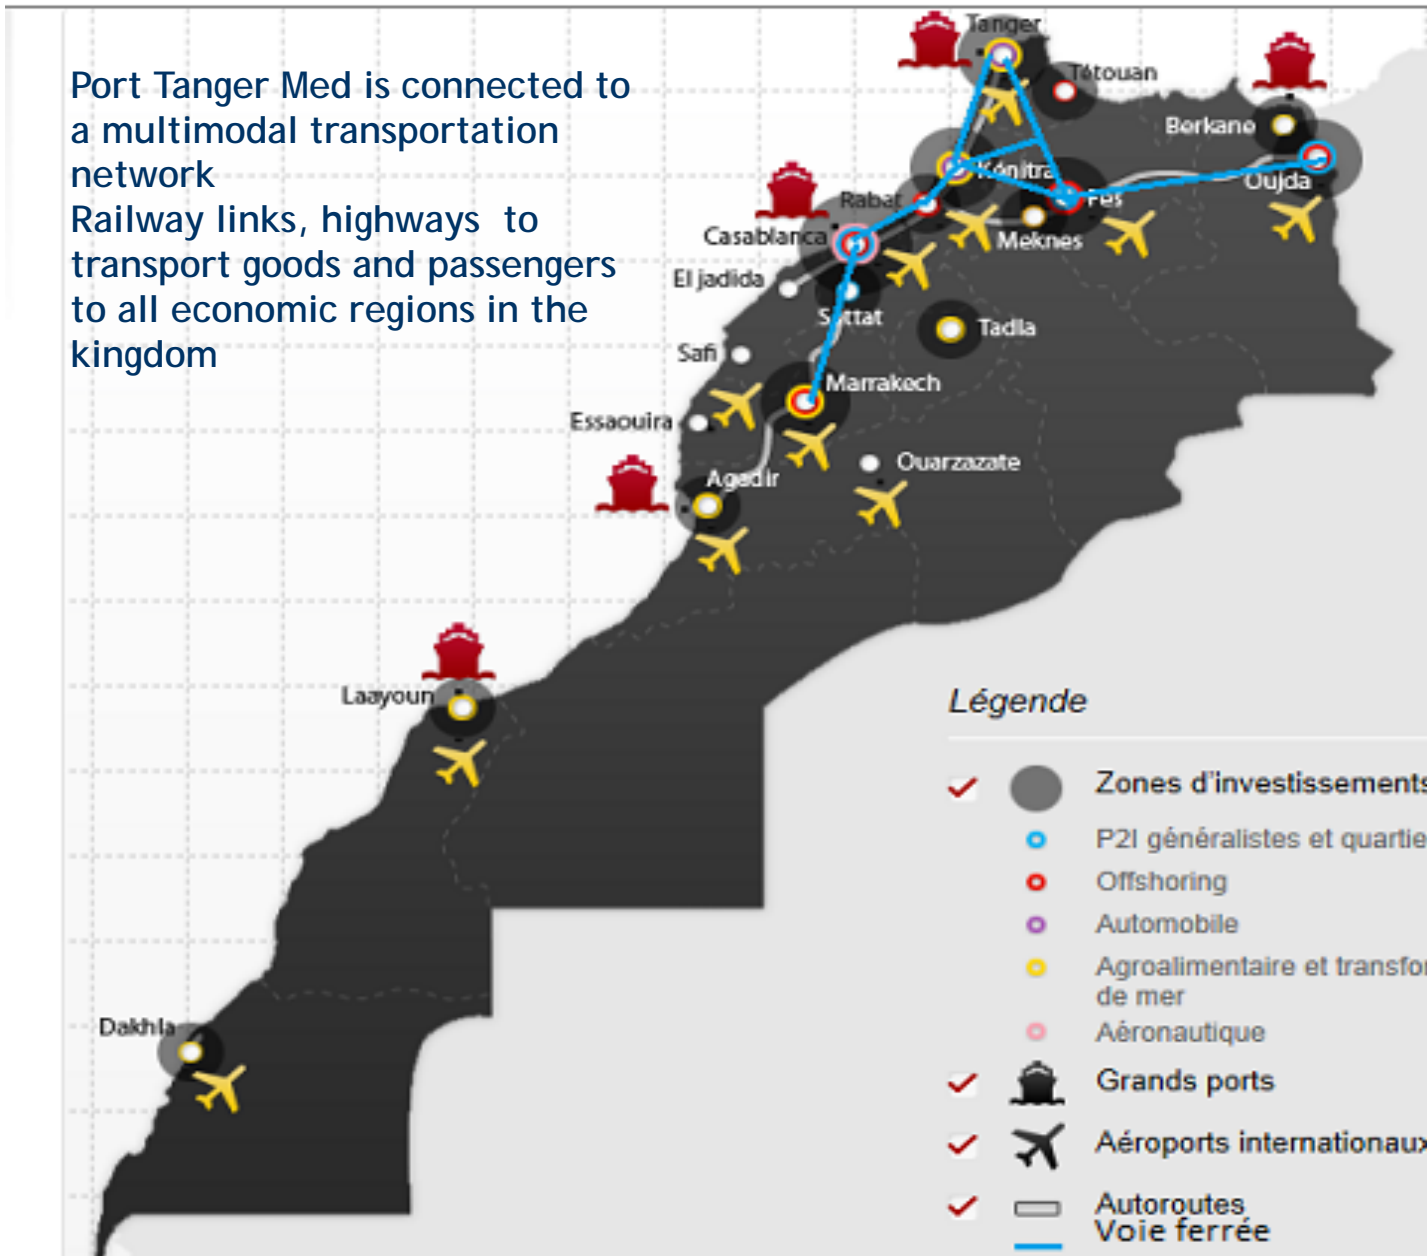 Port Tanger Med is connected to
a multimodal transportation
network
Railway links, highways to
transport goods and passengers
to all economic regions in the
kingdom
Tanger
Tétouan
Berkane
Oujda
Kénitra
Fès
Rabat
Meknes
Casablanca
El jadida
Settat
Tadla
Safi
Marrakech
Essaouira
Ouarzazate
Agadir
Laayoun
Dakhla
Légende
Zones d'investissements
P2I généralistes et quartie
Offshoring
Automobile
Agroalimentaire et transfor
de mer
Aéronautique
Grands ports
Aéroports internationaux
Autoroutes
Voie ferrée